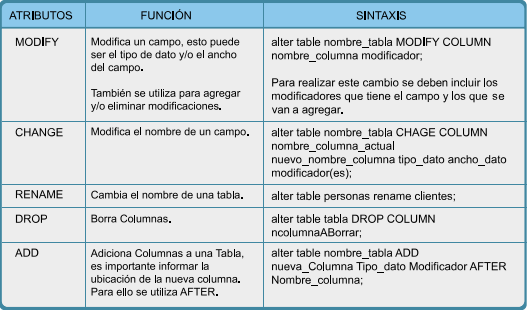 ATRIBUTOS FUNCIÓN SINTAXIS
MODIFY
Modifica un campo, esto puede
ser el tipo de dato y/o el ancho
del campo.
También se utiliza para agregar
y/o eliminar modificaciones.
alter table nombre_tabla MODIFY COLUMN
nombre_columna modificador;
Para realizar este cambio se deben incluir los
modificadores que tiene el campo y los que se
van a agregar.
CHANGE
Modifica el nombre de un campo.
alter table nombre_tabla CHAGE COLUMN
nombre_columna_actual
nuevo_nombre_columna tipo_dato ancho_dato
modificador(es);
RENAME
Cambia el nombre de una tabla.
alter table personas rename clientes;
DROP
Borra Columnas.
alter table tabla DROP COLUMN
ncolumnaABorrar;
ADD
Adiciona Columnas a una Tabla,
es importante informar la
ubicación de la nueva columna.
Para ello se utiliza AFTER.
alter table nombre_tabla ADD
nueva_Columna Tipo_dato Modificador AFTER
Nombre_columna;